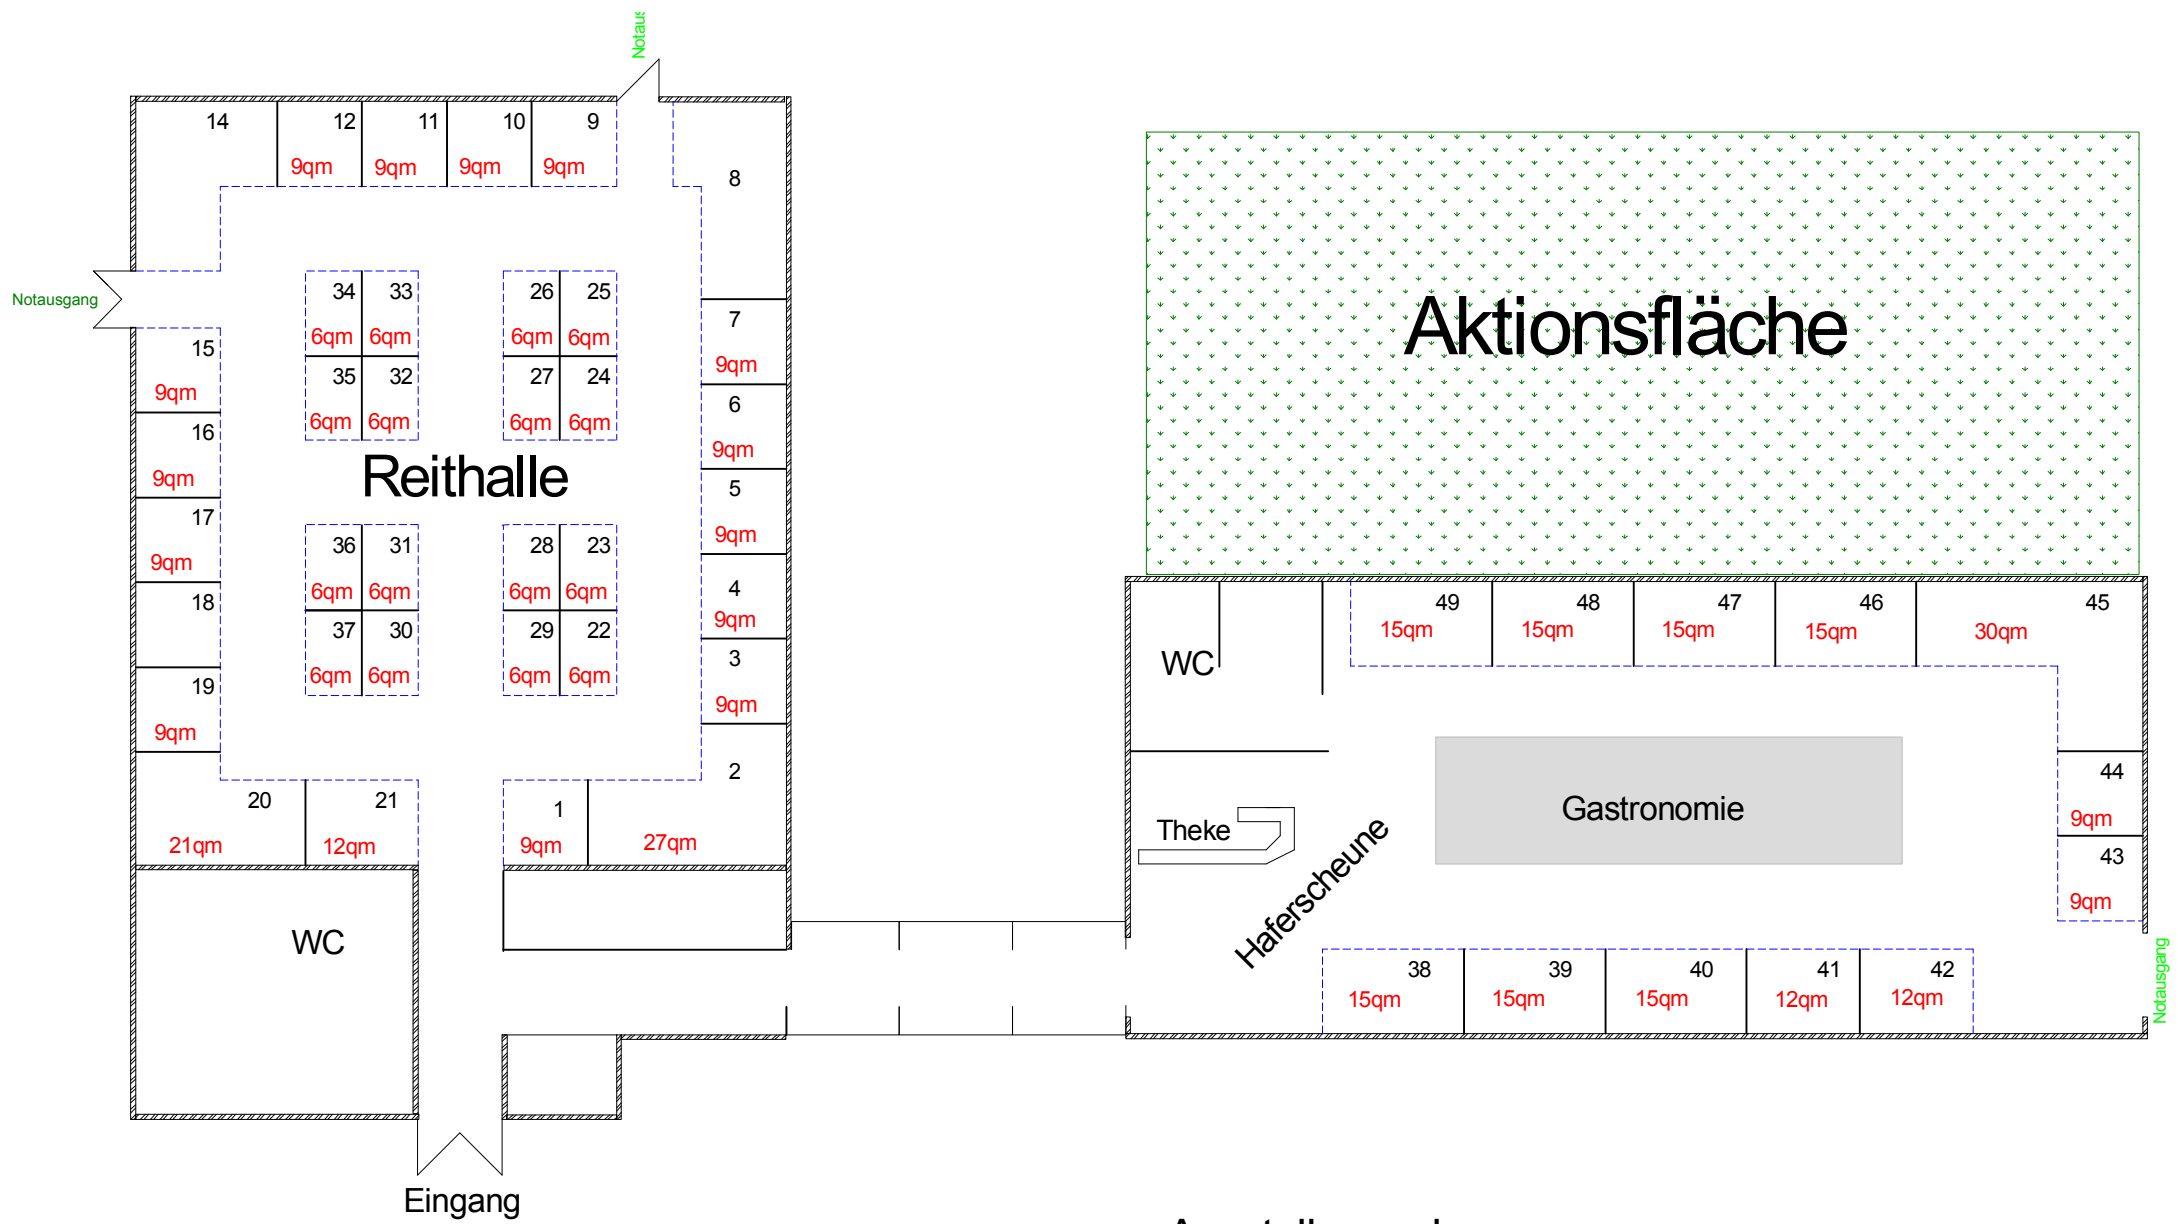 Notaus
14
12
11
10
9
9qm
9qm
9qm
9qm
8
Notausgang
34
33
26
25
6qm
6qm
6qm
6qm
7
9qm
15
9qm
35
32
27
24
6qm
6qm
6qm
6qm
6
9qm
16
9qm
Reithalle
5
9qm
17
9qm
36
31
28
23
6qm
6qm
6qm
6qm
4
9qm
18
37
30
29
22
6qm
6qm
6qm
6qm
3
9qm
19
9qm
2
27qm
20
21qm
21
12qm
1
9qm
WC
Eingang
Aktionsfläche
WC
49
48
47
46
45
15qm
15qm
15qm
15qm
30qm
Theke
Haferscheune
Gastronomie
44
9qm
43
9qm
38
39
40
41
42
15qm
15qm
15qm
12qm
12qm
Notausgang